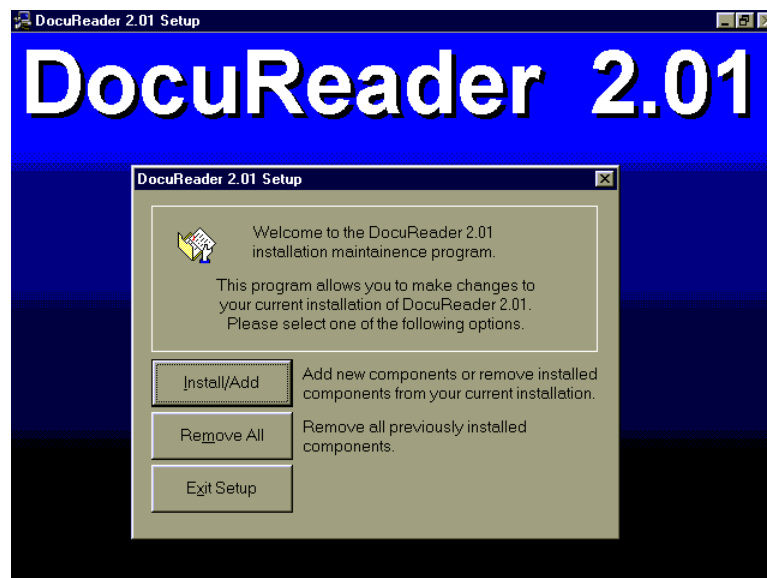 DocuReader 2.01 Setup
DocuReader 2.01
DocuReader 2.01 Setup
Welcome to the DocuReader 2.01
installation maintainence program.
This program allows you to make changes to
your current installation of DocuReader 2.01.
Please select one of the following options.
Install/Add
Add new components or remove installed
components from your current installation.
Remove All
Remove all previously installed
components.
Exit Setup